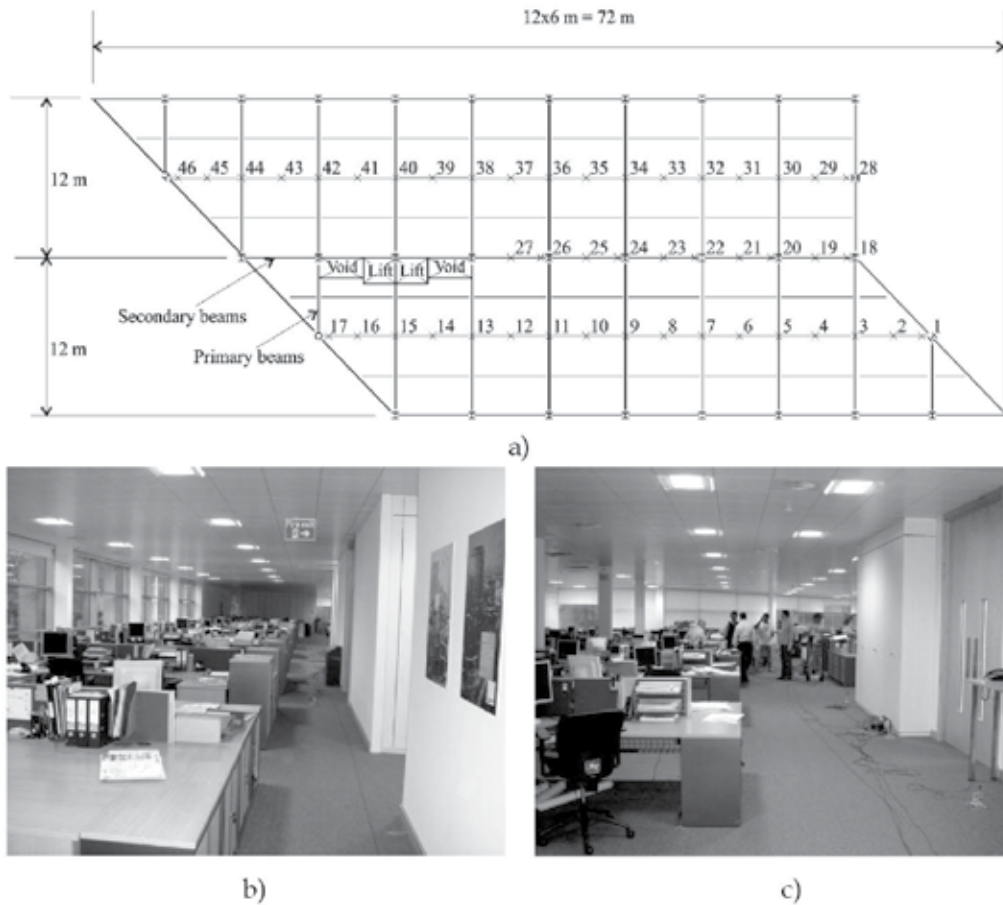 12x6 m = 72 m
12 m
46 45 44 43 42 41 40 39 38 37 36 35 34 33 32 31 30 29 28
27 26 25 24 23 22 21 20 19 18
Void Lift Lift Void
Secondary beams
12 m
17 16 15 14 13 12 11 10 9 8 7 6 5 4 3 2 1
Primary beams
a)
b)
c)